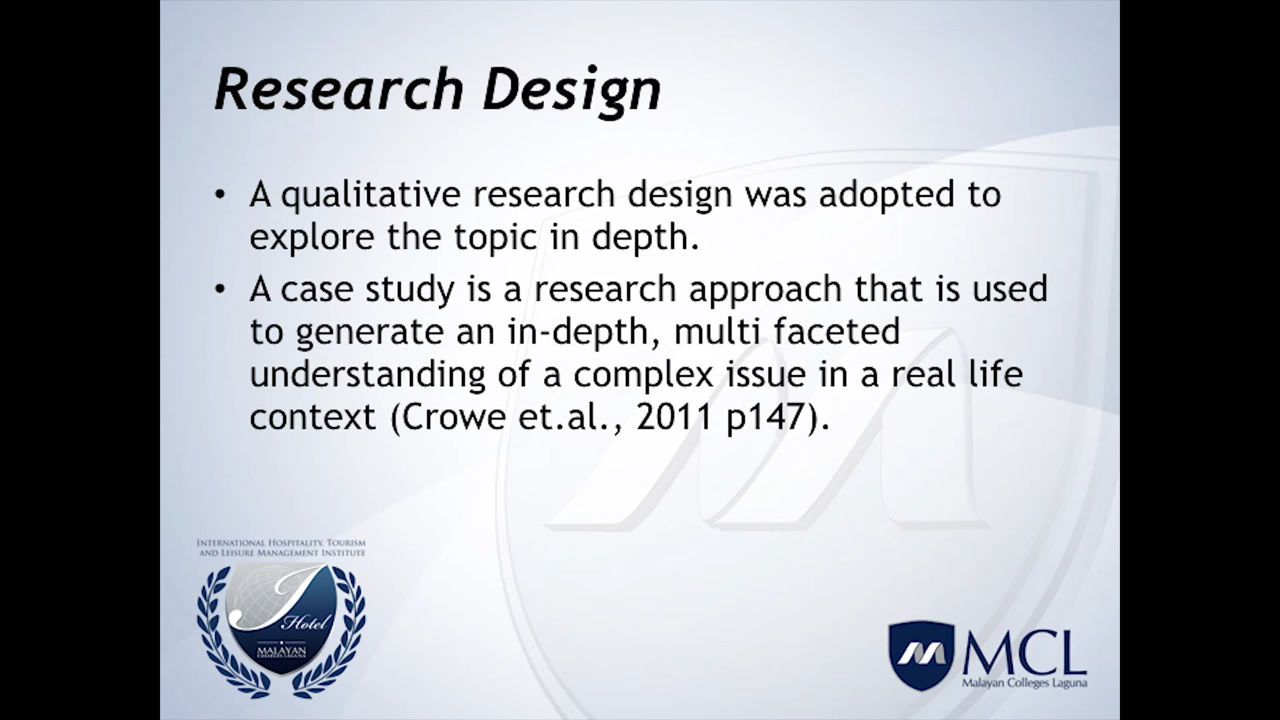 Research Design
• A qualitative research design was adopted to
explore the topic in depth.
• A case study is a research approach that is used
to generate an in-depth, multi faceted
understanding of a complex issue in a real life
context (Crowe et.al., 2011 p147).
INTERNATIONAL HOSPITALITY, TOURISM
AND LEISURE MANAGEMENT INSTITUTE
I Hotel
MALAYAN
COLLEGES LAGUNA
MCL
Malayan Colleges Laguna